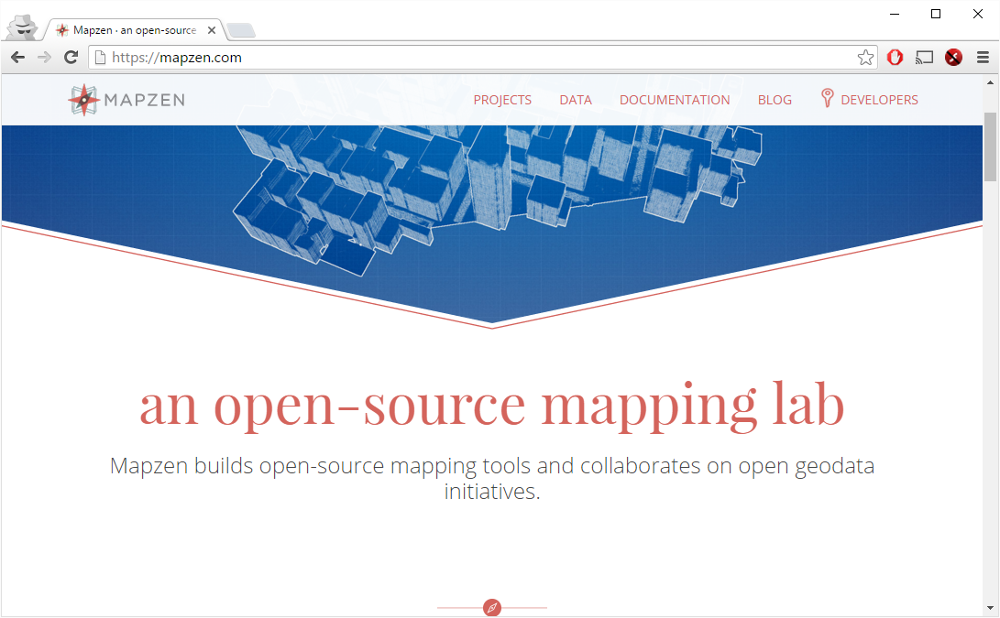 Mapzen · an open-source
https://mapzen.com
MAPZEN
PROJECTS DATA DOCUMENTATION BLOG DEVELOPERS
an open-source mapping lab
Mapzen builds open-source mapping tools and collaborates on open geodata
initiatives.